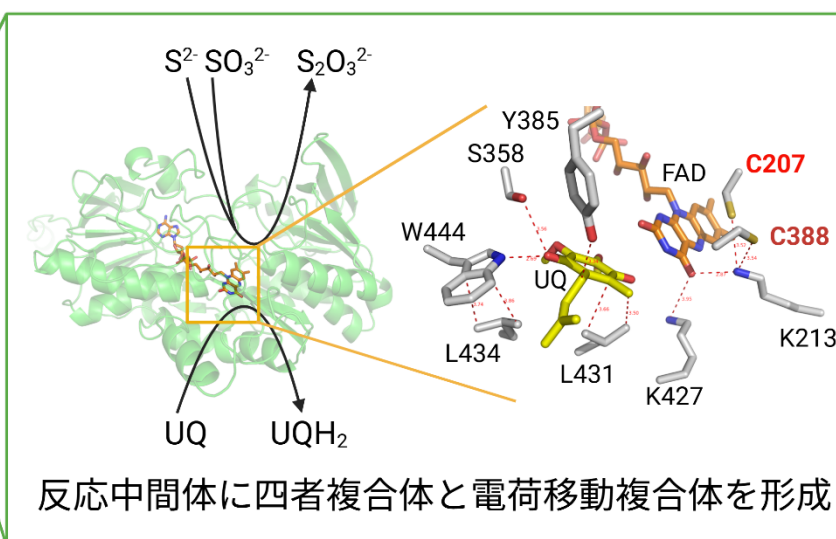 S²⁻ SO₃²⁻ S₂O₃²⁻
Y385
S358
FAD
C207
W444
C388
UQ
L434
L431
K213
K427
UQ UQH₂
反応中間体に四者複合体と電荷移動複合体を形成